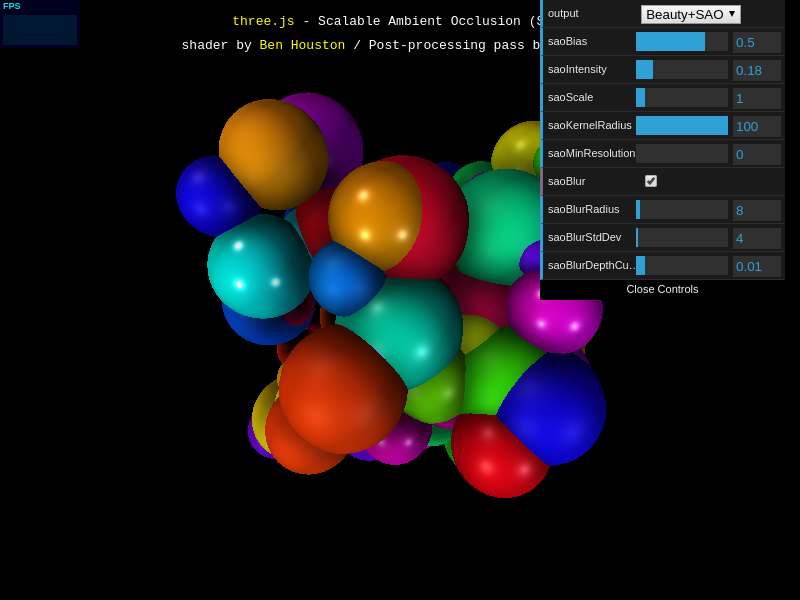 FPS
three.js - Scalable Ambient Occlusion (S
shader by Ben Houston / Post-processing pass b
output Beauty+SAO
saoBias 0.5
saoIntensity 0.18
saoScale 1
saoKernelRadius 100
saoMinResolution 0
saoBlur
saoBlurRadius 8
saoBlurStdDev 4
saoBlurDepthCu... 0.01
Close Controls